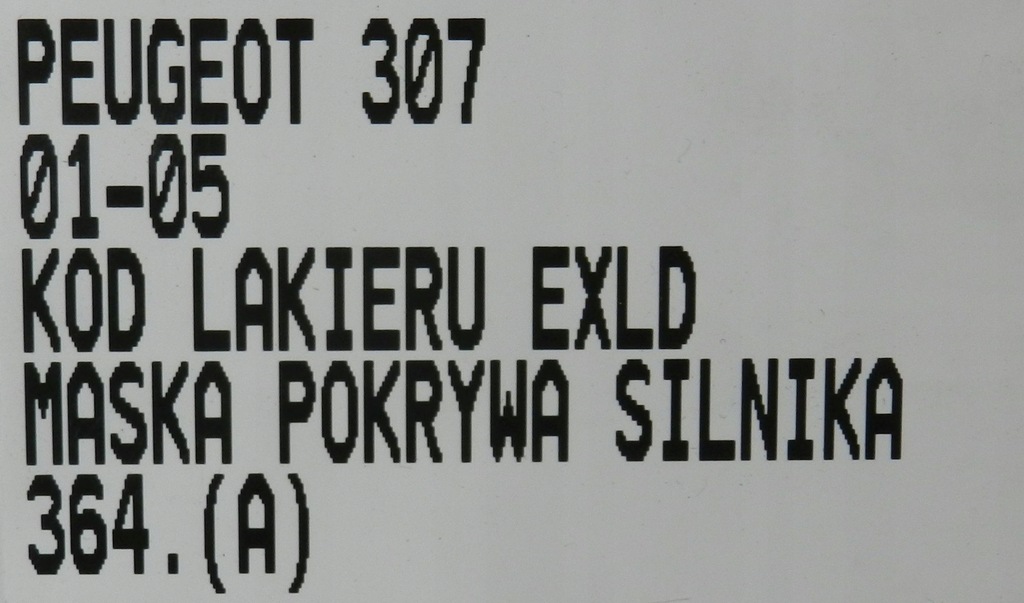 PEUGEOT 307
01-05
KOD LAKIERU EXLD
MASKA POKRYWA SILNIKA
364.(A)